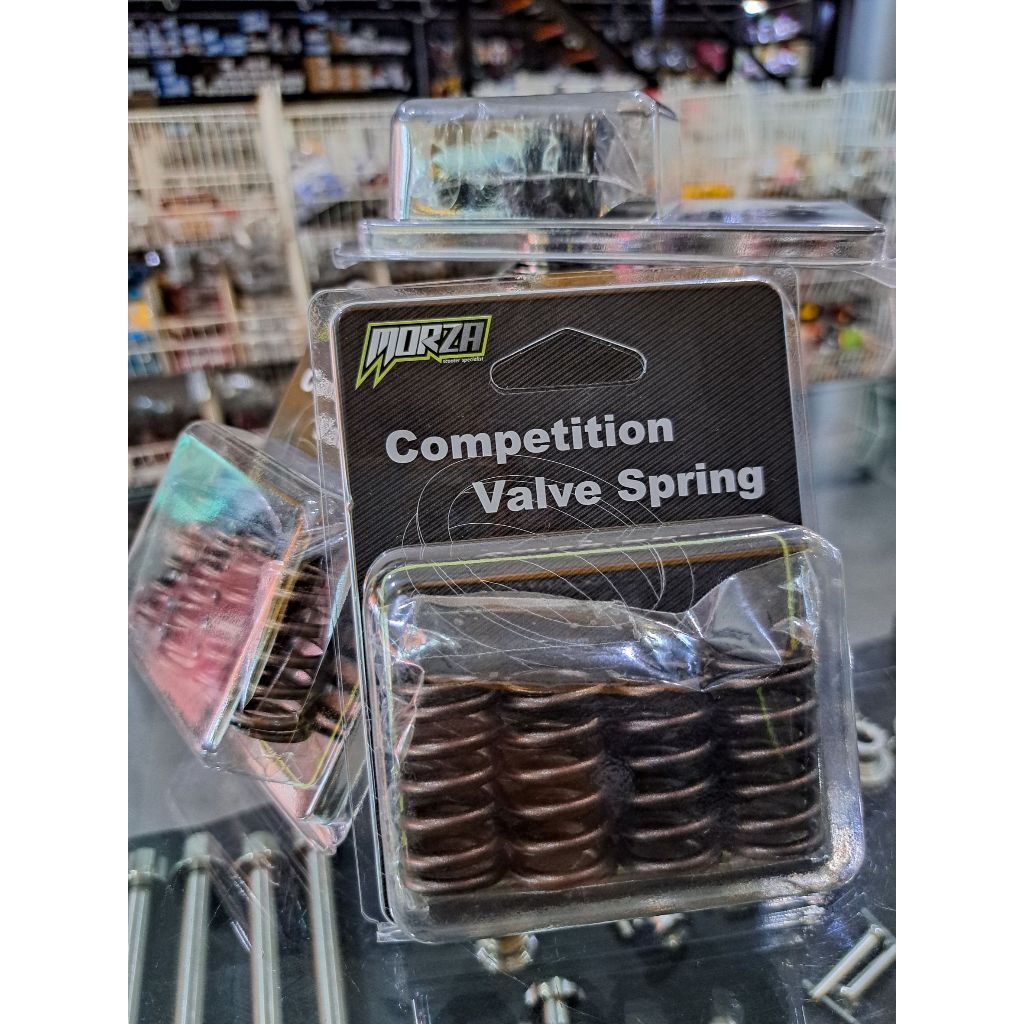 MORZA
scooter specialist
Competition
Valve Spring